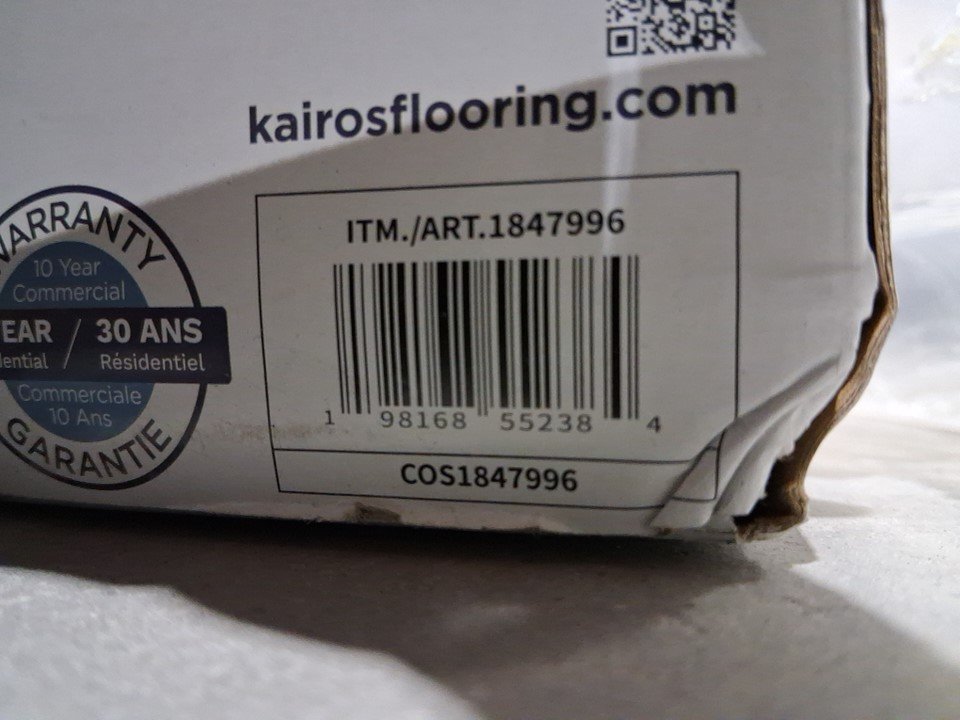 kairosflooring.com
ITM./ART.1847996
1 98168 55238 4
COS1847996
WARRANTY
10 Year
Commercial
30 ANS
Résidentiel
Commerciale
10 Ans
GARANTIE